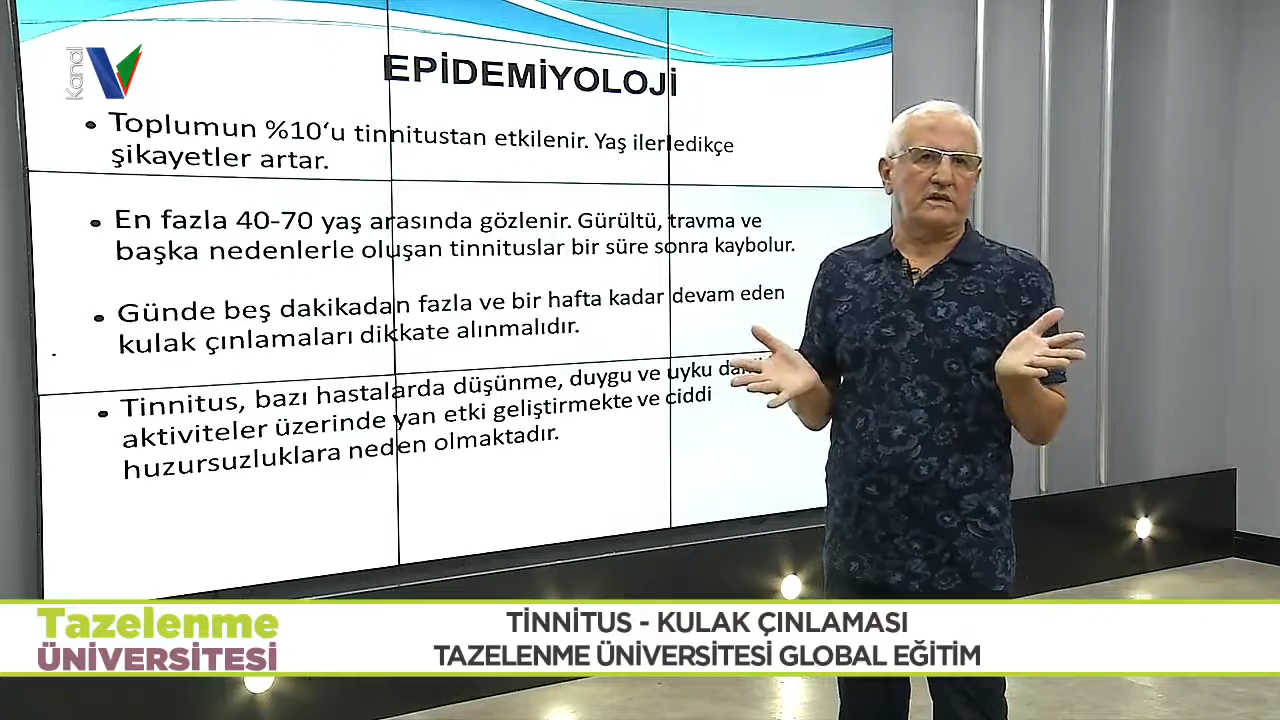 Kanal
V
EPİDEMİYOLOJİ
• Toplumun %10‘u tinnitustan etkilenir. Yaş ilerledikçe
şikayetler artar.
• En fazla 40-70 yaş arasında gözlenir. Gürültü, travma ve
başka nedenlerle oluşan tinnituslar bir süre sonra kaybolur.
• Günde beş dakikadan fazla ve bir hafta kadar devam eden
kulak çınlamaları dikkate alınmalıdır.
• Tinnitus, bazı hastalarda düşünme, duygu ve uyku
aktiviteler üzerinde yan etki geliştirmekte ve ciddi
huzursuzluklara neden olmaktadır.
Tazelenme
ÜNİVERSİTESİ
TİNNİTUS - KULAK ÇINLAMASI
TAZELENME ÜNİVERSİTESİ GLOBAL EĞİTİM